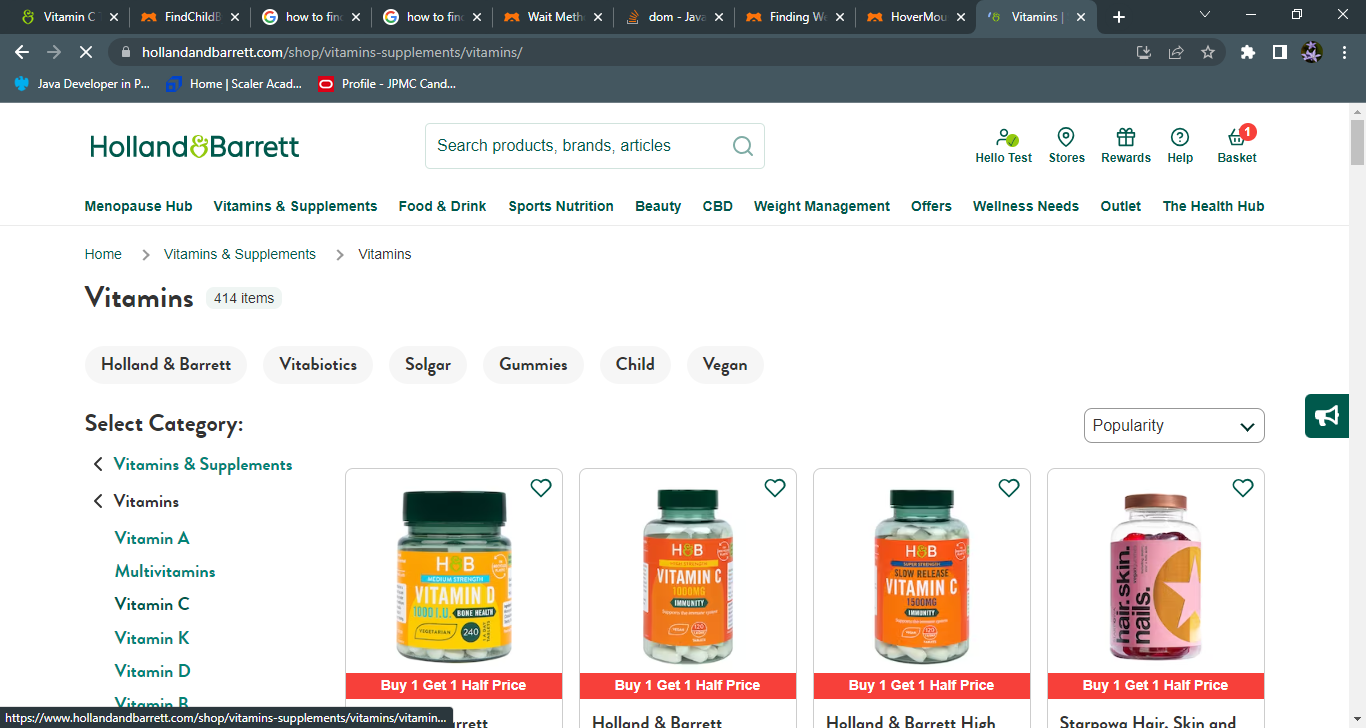 Vitamin C T
FindChildB
how to find
how to find
Wait Meth
dom - Java
Finding We
HoverMou
Vitamins |
hollandandbarrett.com/shop/vitamins-supplements/vitamins/
Java Developer in P...
Home | Scaler Acad...
Profile - JPMC Cand...
Holland&Barrett
Search products, brands, articles
1
Hello Test
Stores
Rewards
Help
Basket
Menopause Hub
Vitamins & Supplements
Food & Drink
Sports Nutrition
Beauty
CBD
Weight Management
Offers
Wellness Needs
Outlet
The Health Hub
Home
Vitamins & Supplements
Vitamins
Vitamins
414 items
Holland & Barrett
Vitabiotics
Solgar
Gummies
Child
Vegan
Select Category:
Popularity
Vitamins & Supplements
Vitamins
Vitamin A
Multivitamins
Vitamin C
Vitamin K
Vitamin D
Vitamin B
H&B
MEDIUM STRENGTH
VITAMIN D
1000 I.U. BONE HEALTH
VEGETARIAN
240
H&B
HIGH STRENGTH
VITAMIN C
1000MG
IMMUNITY
VEGAN
120
H&B
SUPER STRENGTH
SLOW RELEASE
VITAMIN C
1500MG
IMMUNITY
VEGAN
120
hair.skin.
nails.
Buy 1 Get 1 Half Price
Buy 1 Get 1 Half Price
Buy 1 Get 1 Half Price
Buy 1 Get 1 Half Price
rrett
Holland & Barrett
Holland & Barrett High
Starpowa Hair, Skin and
https://www.hollandandbarrett.com/shop/vitamins-supplements/vitamins/vitamin...